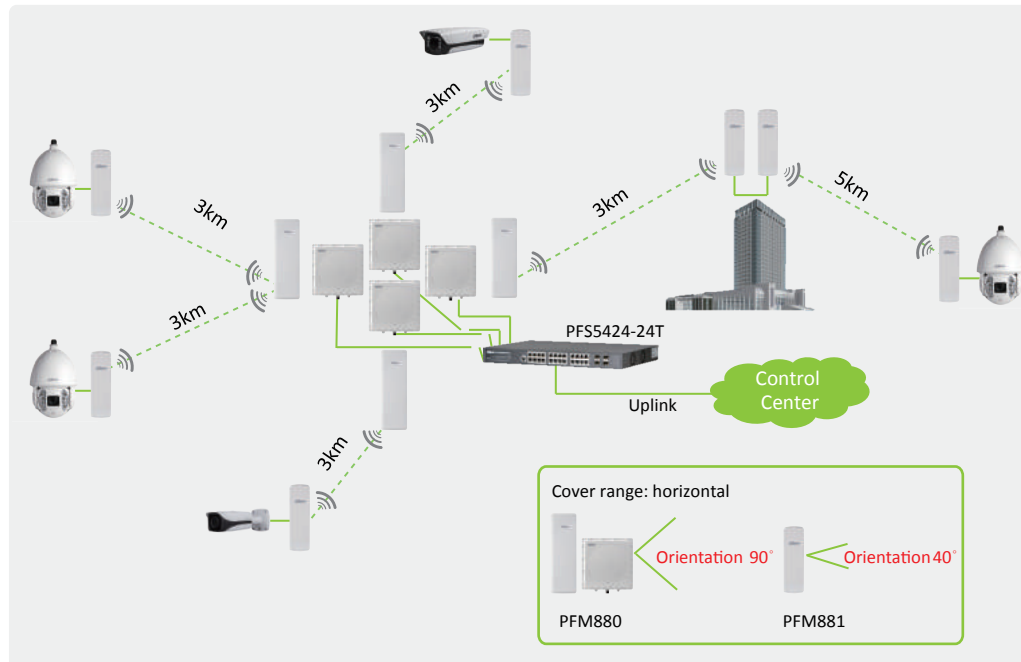 3km
3km
3km
5km
3km
3km
PFS5424-24T
Control
Center
Uplink
3km
Cover range: horizontal
Orientation 90°
Orientation 40°
PFM880
PFM881